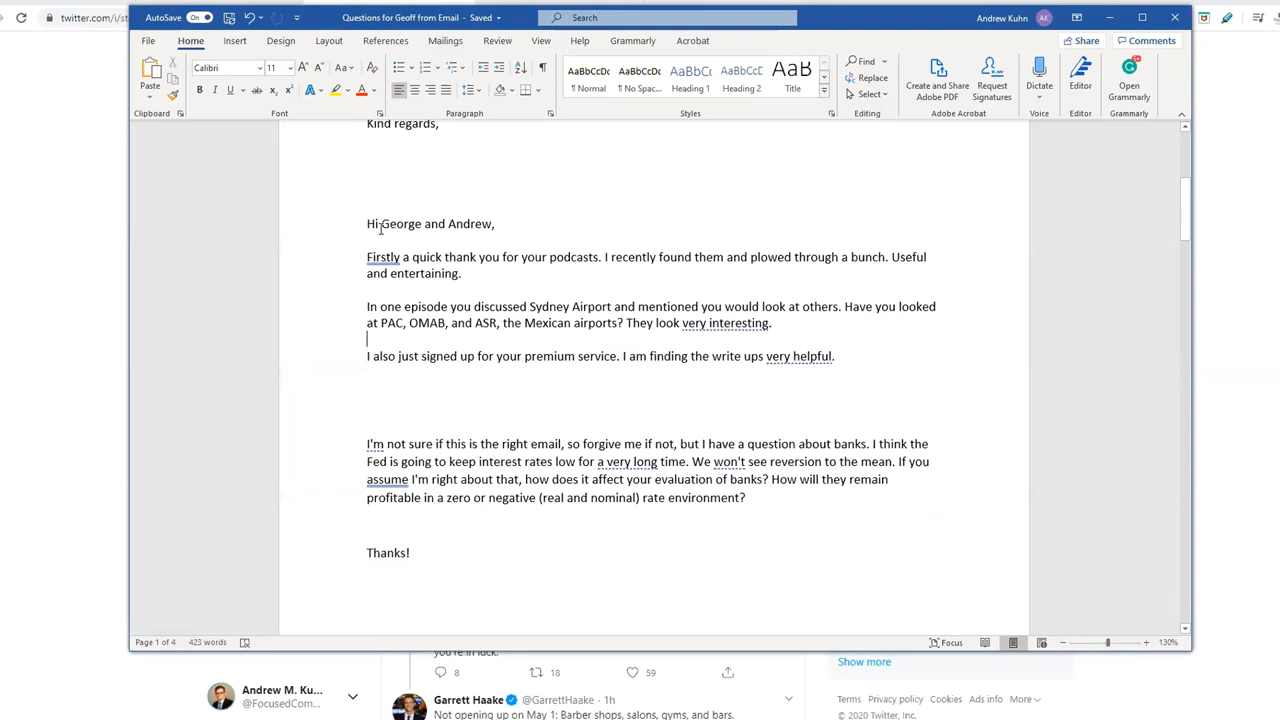 twitter.com/i/st
AutoSave On
Questions for Geoff from Email - Saved
Search
Andrew Kuhn AK
File Home Insert Design Layout References Mailings Review View Help Grammarly Acrobat Share Comments
Paste
Calibri 11
AaBbCcDc AaBbCcDc AaBbCc AaBbCcC AaB
¶ Normal ¶ No Spac... Heading 1 Heading 2 Title
Find
Replace
Select
Create and Share Adobe PDF
Request Signatures
Dictate
Editor
Open Grammarly
Clipboard Font Paragraph Styles Editing Adobe Acrobat Voice Editor Grammarly
Kind regards,
Hi George and Andrew,
Firstly a quick thank you for your podcasts. I recently found them and plowed through a bunch. Useful
and entertaining.
In one episode you discussed Sydney Airport and mentioned you would look at others. Have you looked
at PAC, OMAB, and ASR, the Mexican airports? They look very interesting.
I also just signed up for your premium service. I am finding the write ups very helpful.
I'm not sure if this is the right email, so forgive me if not, but I have a question about banks. I think the
Fed is going to keep interest rates low for a very long time. We won't see reversion to the mean. If you
assume I'm right about that, how does it affect your evaluation of banks? How will they remain
profitable in a zero or negative (real and nominal) rate environment?
Thanks!
Page 1 of 4 423 words Focus 130%
you're in luck.
8 18 59
Show more
Andrew M. Ku...
@FocusedCom...
Garrett Haake @GarrettHaake · 1h
Not opening up on May 1: Barber shops, salons, gyms, and bars.
Terms Privacy policy Cookies Ads info More
© 2020 Twitter, Inc.